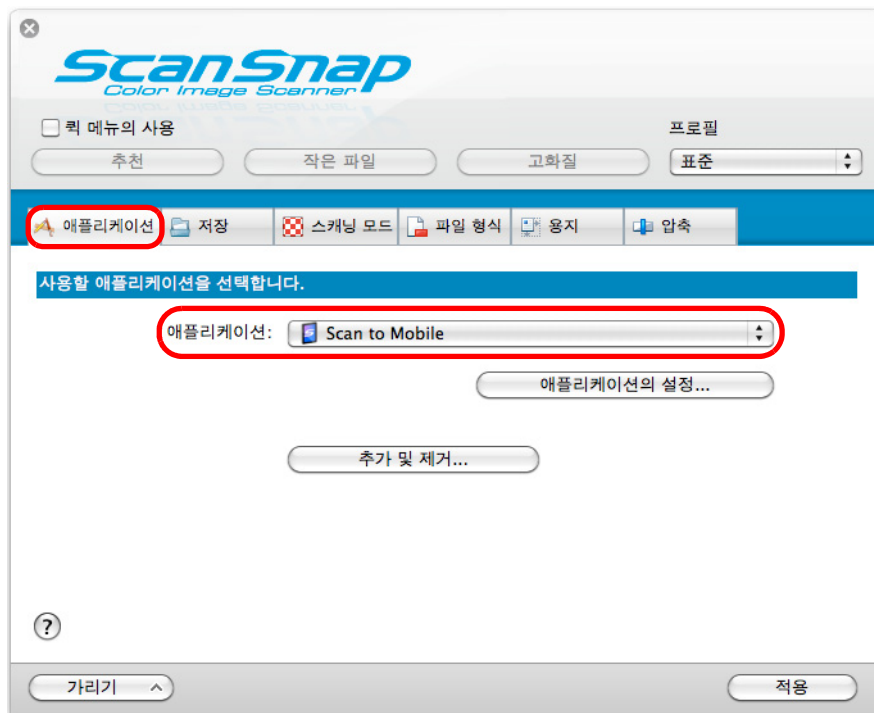 ScanSnap
Color Image Scanner
퀵 메뉴의 사용
프로필
추천
작은 파일
고화질
표준
애플리케이션
저장
스캐닝 모드
파일 형식
용지
압축
사용할 애플리케이션을 선택합니다.
애플리케이션: Scan to Mobile
애플리케이션의 설정...
추가 및 제거...
?
가리기
적용